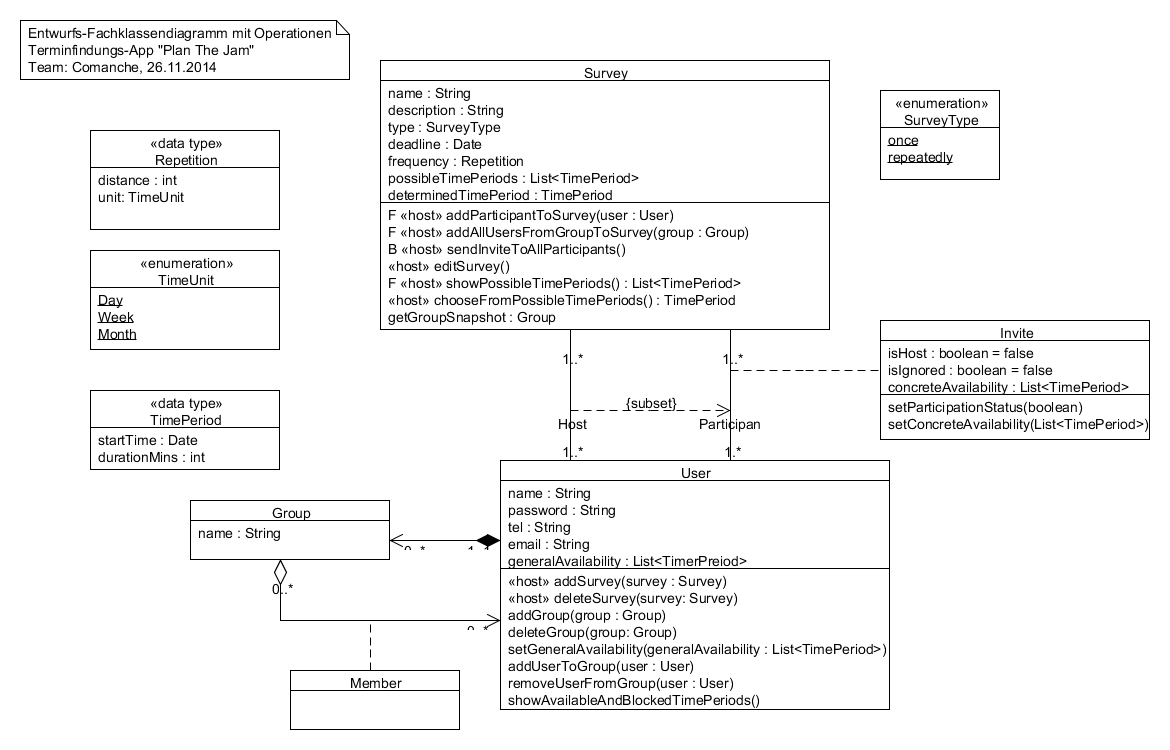 Entwurfs-Fachklassendiagramm mit Operationen
Terminfindungs-App "Plan The Jam"
Team: Comanche, 26.11.2014
Survey
name : String
description : String
type : SurveyType
deadline : Date
frequency : Repetition
possibleTimePeriods : List<TimePeriod>
determinedTimePeriod : TimePeriod
F «host» addParticipantToSurvey(user : User)
F «host» addAllUsersFromGroupToSurvey(group : Group)
B «host» sendInviteToAllParticipants()
«host» editSurvey()
F «host» showPossibleTimePeriods() : List<TimePeriod>
«host» chooseFromPossibleTimePeriods() : TimePeriod
getGroupSnapshot : Group
«enumeration»
SurveyType
once
repeatedly
«data type»
Repetition
distance : int
unit: TimeUnit
«enumeration»
TimeUnit
Day
Week
Month
«data type»
TimePeriod
startTime : Date
durationMins : int
Invite
isHost : boolean = false
isIgnored : boolean = false
concreteAvailability : List<TimePeriod>
setParticipationStatus(boolean)
setConcreteAvailability(List<TimePeriod>)
1..*
1..*
{subset}
Host
Participan
1..*
1.*
User
name : String
password : String
tel : String
email : String
generalAvailability : List<TimerPreiod>
«host» addSurvey(survey : Survey)
«host» deleteSurvey(survey: Survey)
addGroup(group : Group)
deleteGroup(group: Group)
setGeneralAvailability(generalAvailability : List<TimePeriod>)
addUserToGroup(user : User)
removeUserFromGroup(user : User)
showAvailableAndBlockedTimePeriods()
Group
name : String
0..*
0..*
0..*
Member